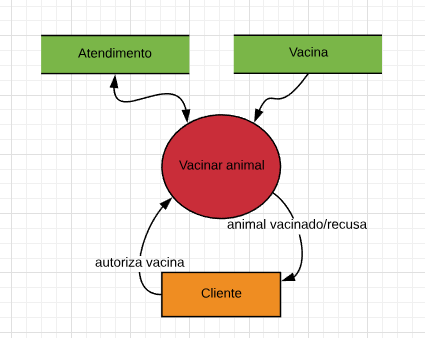 Atendimento
Vacina
Vacinar animal
animal vacinado/recusa
autoriza vacina
Cliente